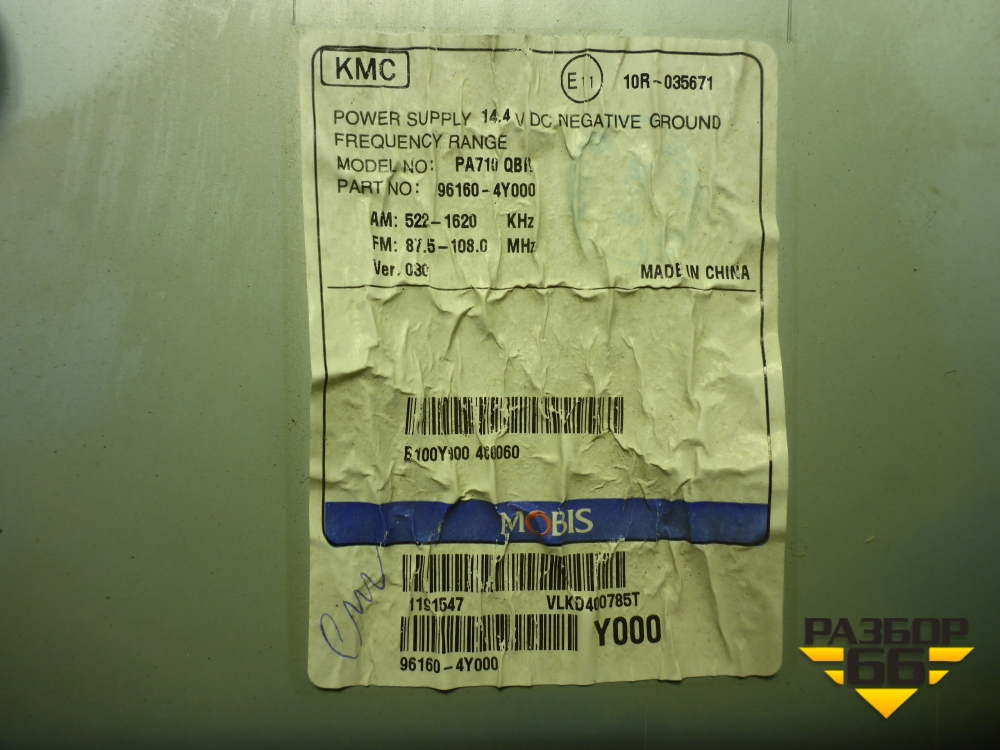 KMC
E11 10R-035671
POWER SUPPLY 14.4 V DC NEGATIVE GROUND
FREQUENCY RANGE
MODEL NO: PA710
PART NO: 96160-4Y000
AM: 522-1620 KHz
FM: 87.5-108.0 MHz
Ver. MADE IN CHINA
MOBIS
1191547 VLKD400785T
Y000
96160-4Y000
РАЗБОР
66